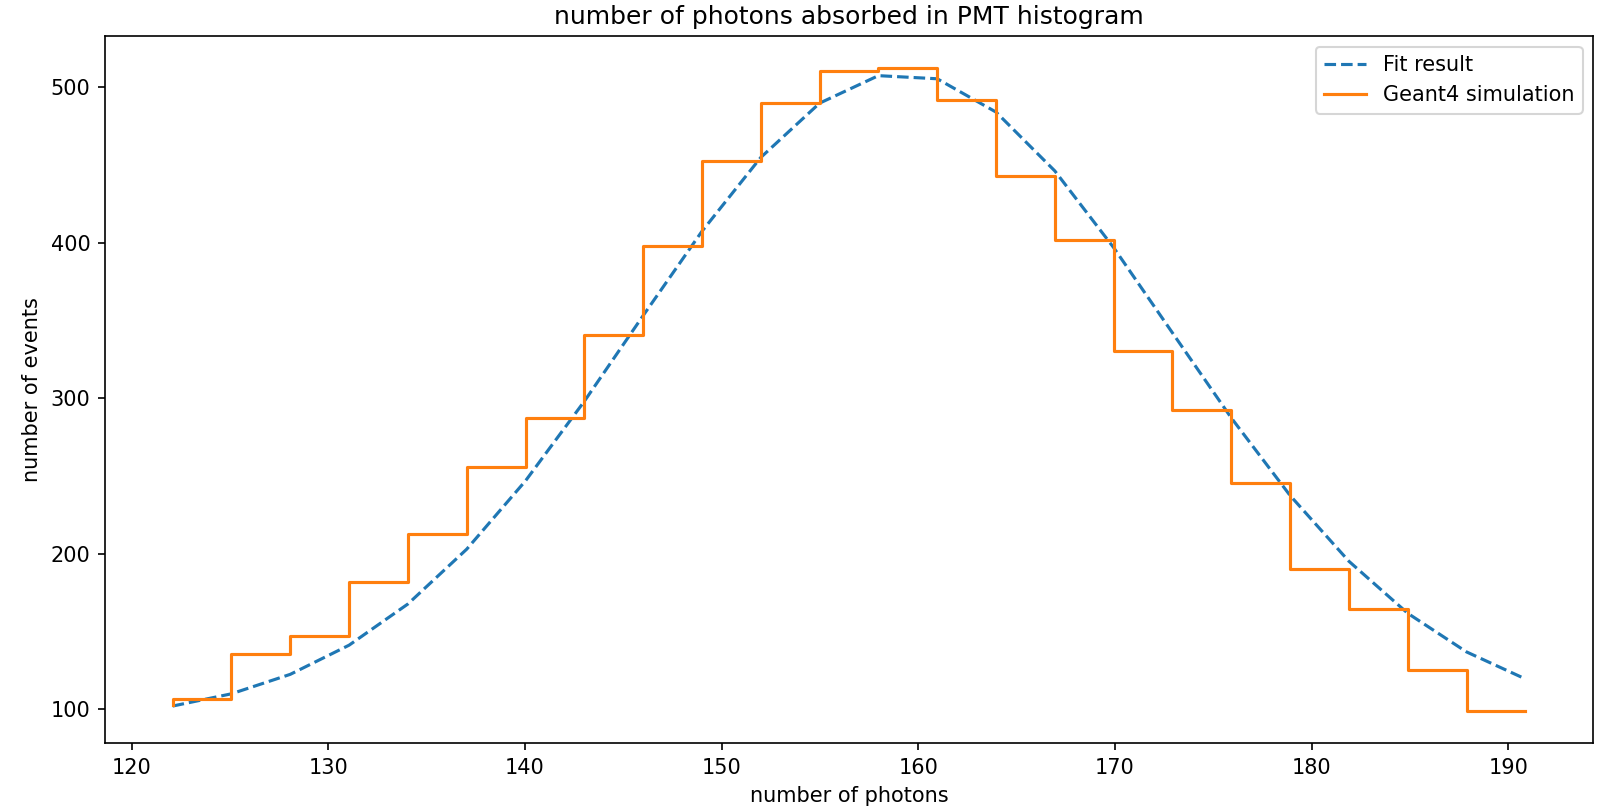 number of photons absorbed in PMT histogram
Fit result
Geant4 simulation
500
400
300
200
100
number of events
120 130 140 150 160 170 180 190
number of photons